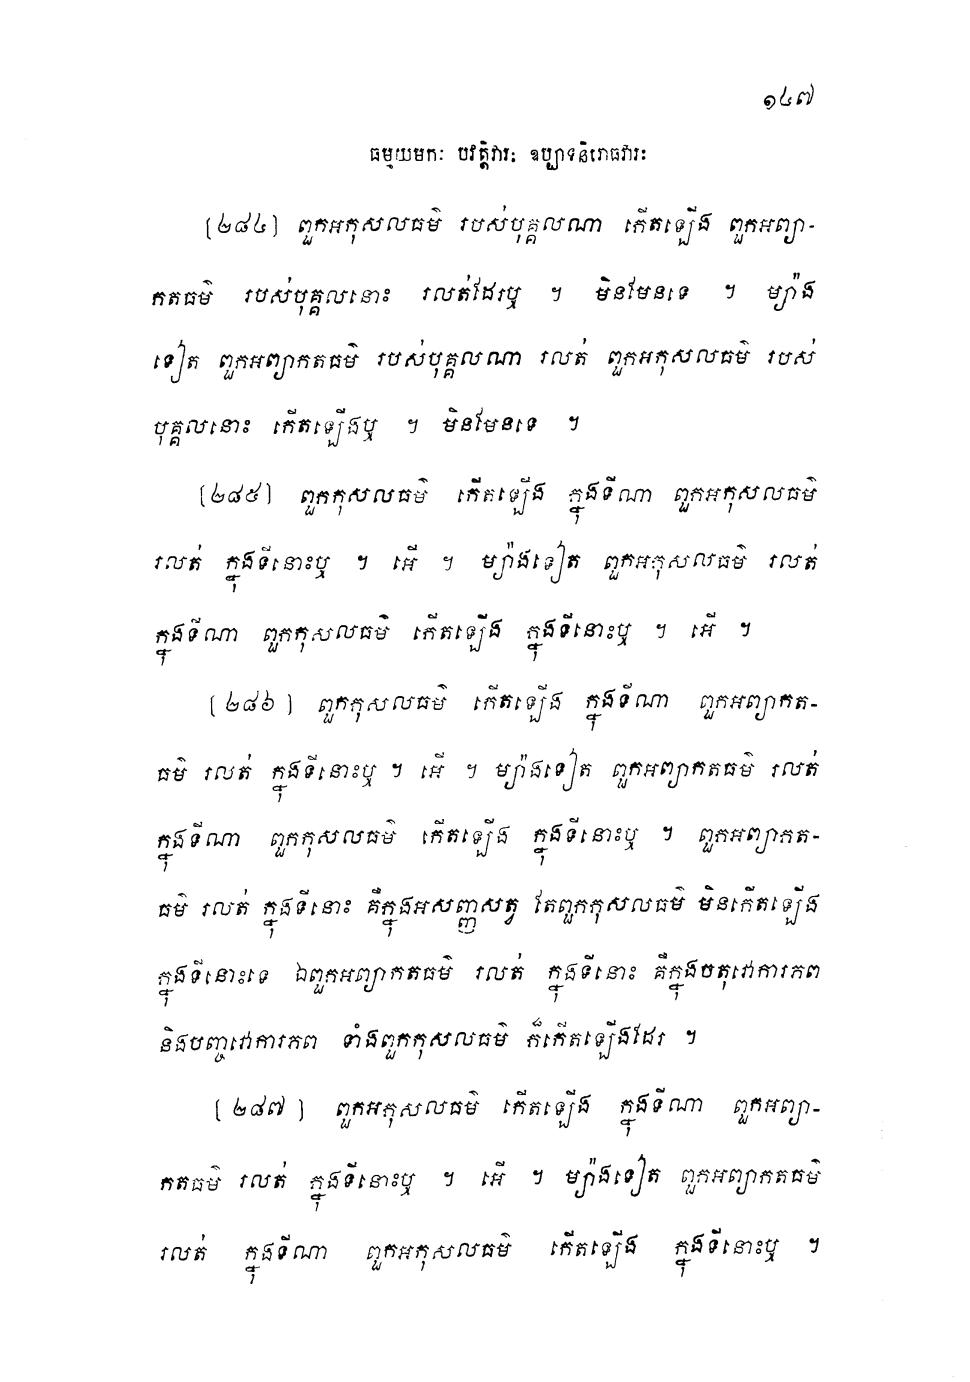 ១៤៧
ធម្មយមកៈ បវត្តិវារៈ ឧប្បាទនិរោធវារៈ
(២៨៤) ពួកអកុសលធម៌ របស់បុគ្គលណា កើតឡើង ពួកអព្យា-
កតធម៌ របស់បុគ្គលនោះ រលត់ដែរឬ ។ មិនមែនទេ ។ ម្យ៉ាង
ទៀត ពួកអព្យាកតធម៌ របស់បុគ្គលណា រលត់ ពួកអកុសលធម៌ របស់
បុគ្គលនោះ កើតឡើងឬ ។ មិនមែនទេ ។
(២៨៥) ពួកកុសលធម៌ កើតឡើង ក្នុងទីណា ពួកអកុសលធម៌
រលត់ ក្នុងទីនោះឬ ។ អើ ។ ម្យ៉ាងទៀត ពួកអកុសលធម៌ រលត់
ក្នុងទីណា ពួកកុសលធម៌ កើតឡើង ក្នុងទីនោះឬ ។ អើ ។
(២៨៦) ពួកកុសលធម៌ កើតឡើង ក្នុងទីណា ពួកអព្យាកត-
ធម៌ រលត់ ក្នុងទីនោះឬ ។ អើ ។ ម្យ៉ាងទៀត ពួកអព្យាកតធម៌ រលត់
ក្នុងទីណា ពួកកុសលធម៌ កើតឡើង ក្នុងទីនោះឬ ។ ពួកអព្យាកត-
ធម៌ រលត់ ក្នុងទីនោះ គឺក្នុងអសញ្ញសត្វ តែពួកកុសលធម៌ មិនកើតឡើង
ក្នុងទីនោះទេ ឯពួកអព្យាកតធម៌ រលត់ ក្នុងទីនោះ គឺក្នុងចតុវោការភព
និងបញ្ចវោការភព ទាំងពួកកុសលធម៌ ក៏កើតឡើងដែរ ។
(២៨៧) ពួកអកុសលធម៌ កើតឡើង ក្នុងទីណា ពួកអព្យា-
កតធម៌ រលត់ ក្នុងទីនោះឬ ។ អើ ។ ម្យ៉ាងទៀត ពួកអព្យាកតធម៌
រលត់ ក្នុងទីណា ពួកអកុសលធម៌ កើតឡើង ក្នុងទីនោះឬ ។